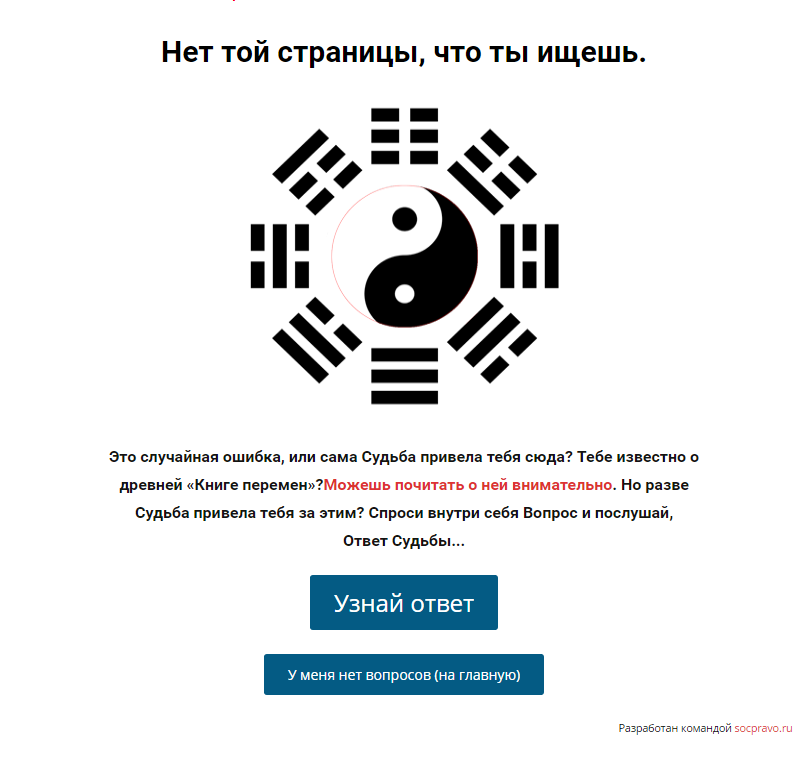 Нет той страницы, что ты ищешь.
Это случайная ошибка, или сама Судьба привела тебя сюда? Тебе известно о
древней «Книге перемен»?Можешь почитать о ней внимательно. Но разве
Судьба привела тебя за этим? Спроси внутри себя Вопрос и послушай,
Ответ Судьбы...
Узнай ответ
У меня нет вопросов (на главную)
Разработан командой socpravo.ru